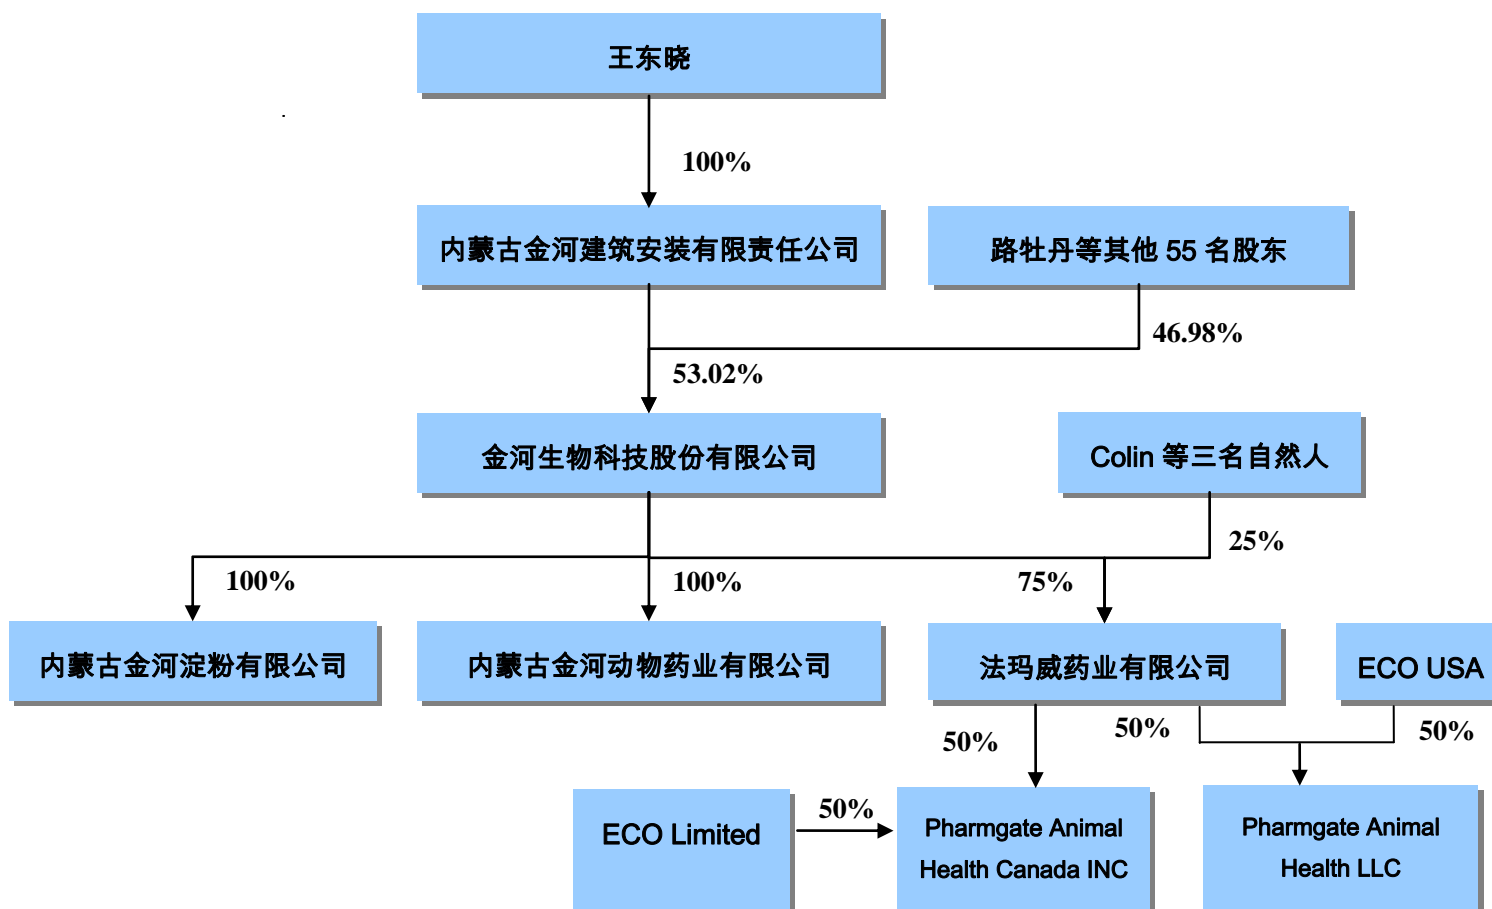 王东晓
100%
内蒙古金河建筑安装有限责任公司
路牡丹等其他 55 名股东
46.98%
53.02%
金河生物科技股份有限公司
Colin 等三名自然人
25%
100%
100%
75%
内蒙古金河淀粉有限公司
内蒙古金河动物药业有限公司
法玛威药业有限公司
ECO USA
50%
50%
50%
ECO Limited
50%
Pharmgate Animal
Health Canada INC
Pharmgate Animal
Health LLC